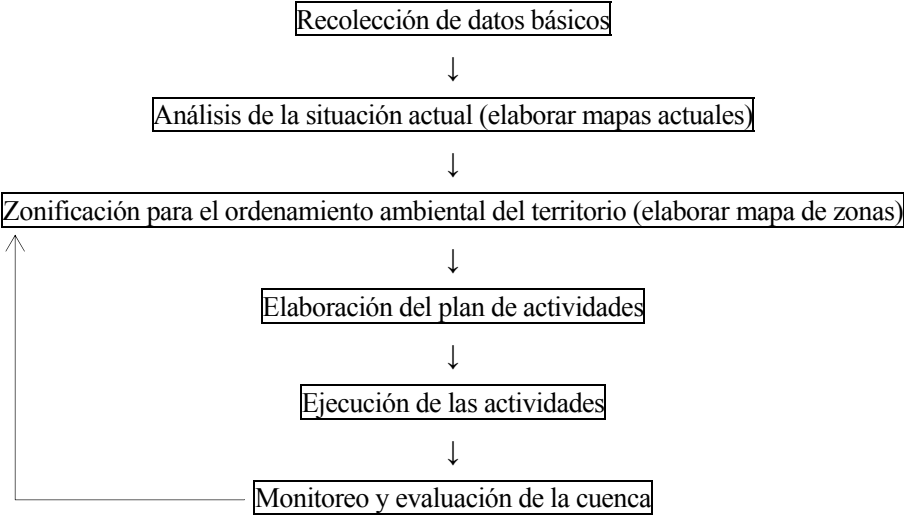 Recolección de datos básicos
↓
Análisis de la situación actual (elaborar mapas actuales)
↓
Zonificación para el ordenamiento ambiental del territorio (elaborar mapa de zonas)
↓
Elaboración del plan de actividades
↓
Ejecución de las actividades
↓
Monitoreo y evaluación de la cuenca